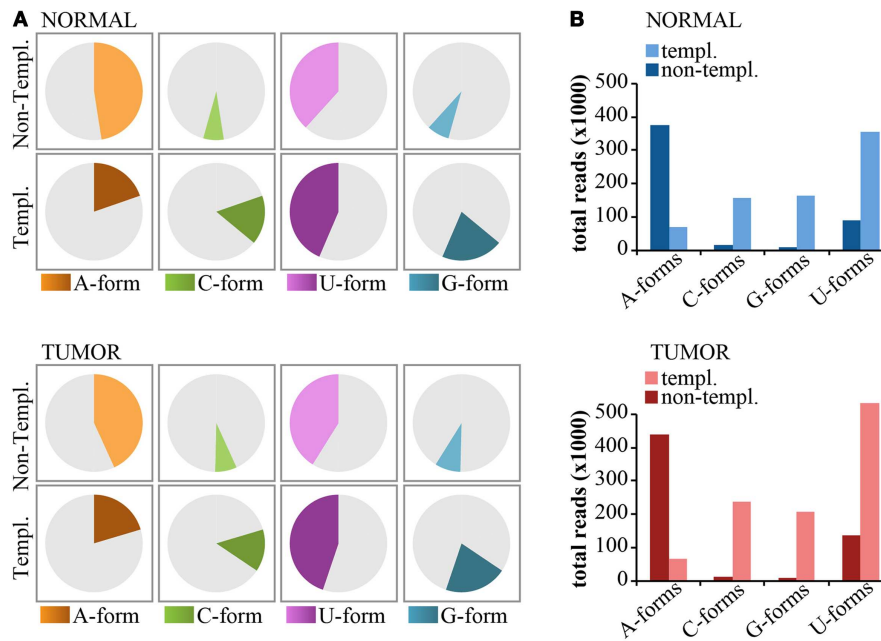 A
NORMAL
Non-Templ.
Templ.
A-form C-form U-form G-form
TUMOR
Non-Templ.
Templ.
A-form C-form U-form G-form
B
NORMAL
templ.
non-templ.
total reads (x1000)
500
400
300
200
100
0
A-forms
C-forms
G-forms
U-forms
TUMOR
templ.
non-templ.
total reads (x1000)
500
400
300
200
100
0
A-forms
C-forms
G-forms
U-forms